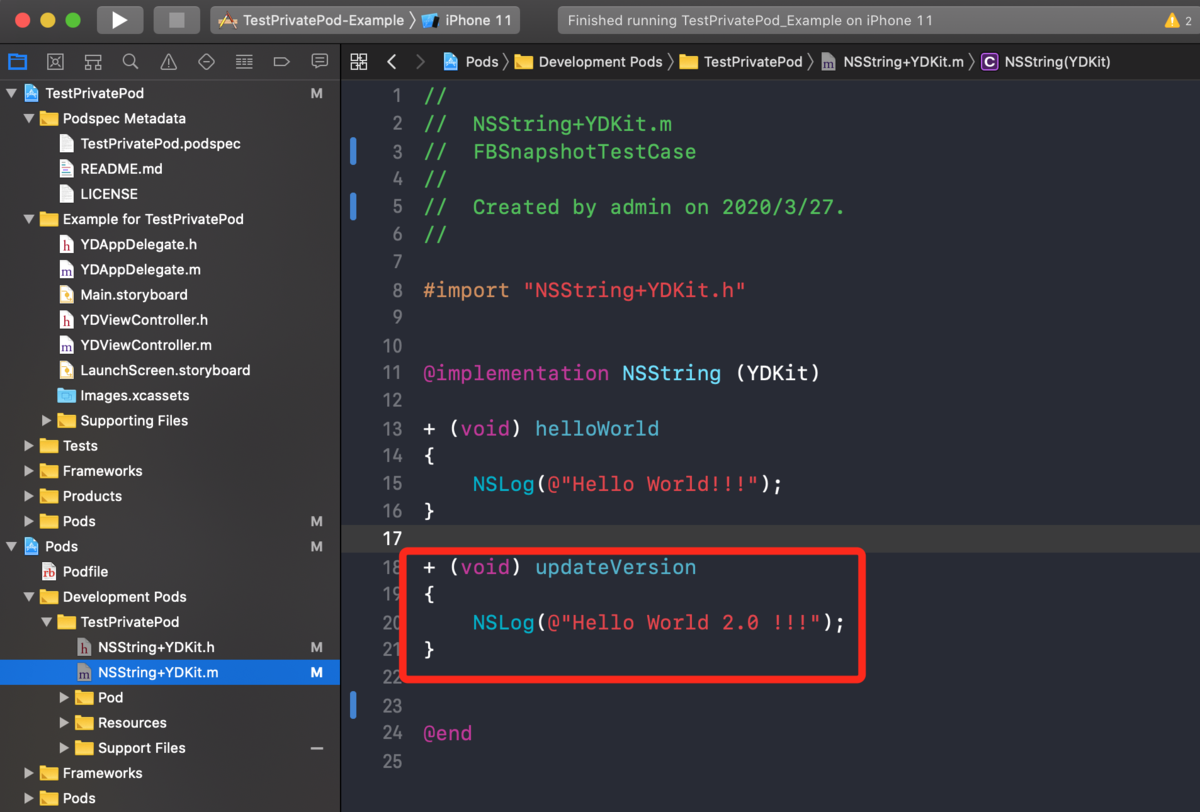 TestPrivatePod-Example 〉 iPhone 11
Finished running TestPrivatePod_Example on iPhone 11
2
Pods 〉 Development Pods 〉 TestPrivatePod 〉 m NSString+YDKit.m 〉 C NSString(YDKit)
TestPrivatePod M
Podspec Metadata
TestPrivatePod.podspec
README.md
LICENSE
Example for TestPrivatePod
h YDAppDelegate.h
m YDAppDelegate.m
Main.storyboard
h YDViewController.h
m YDViewController.m
LaunchScreen.storyboard
Images.xcassets
Supporting Files
Tests
Frameworks
Products
Pods M
Pods M
rb Podfile
Development Pods
TestPrivatePod
h NSString+YDKit.h M
m NSString+YDKit.m M
Pod
Resources
Support Files —
Frameworks
Pods
1 //
2 //  NSString+YDKit.m
3 //  FBSnapshotTestCase
4 //
5 //  Created by admin on 2020/3/27.
6 //
7
8 #import "NSString+YDKit.h"
9
10
11 @implementation NSString (YDKit)
12
13 + (void) helloWorld
14 {
15     NSLog(@"Hello World!!!");
16 }
17
18 + (void) updateVersion
19 {
20     NSLog(@"Hello World 2.0 !!!");
21 }
22
23
24 @end
25